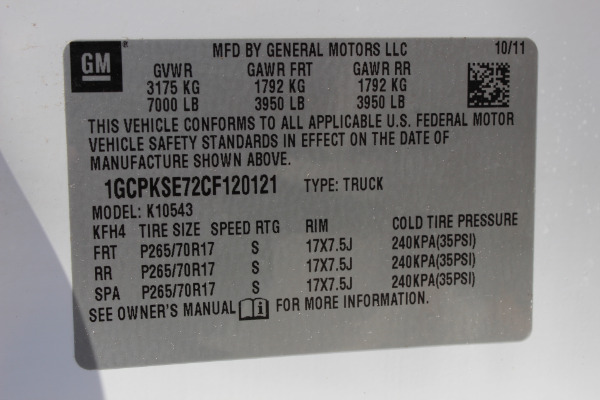 GM ® MFD BY GENERAL MOTORS LLC 10/11
GVWR GAWR FRT GAWR RR
3175 KG 1792 KG 1792 KG
7000 LB 3950 LB 3950 LB
THIS VEHICLE CONFORMS TO ALL APPLICABLE U.S. FEDERAL MOTOR
VEHICLE SAFETY STANDARDS IN EFFECT ON THE DATE OF
MANUFACTURE SHOWN ABOVE.
1GCPKSE72CF120121 TYPE: TRUCK
MODEL: K10543
KFH4 TIRE SIZE SPEED RTG RIM COLD TIRE PRESSURE
FRT P265/70R17 S 17X7.5J 240KPA(35PSI)
RR P265/70R17 S 17X7.5J 240KPA(35PSI)
SPA P265/70R17 S 17X7.5J 240KPA(35PSI)
SEE OWNER'S MANUAL i FOR MORE INFORMATION.